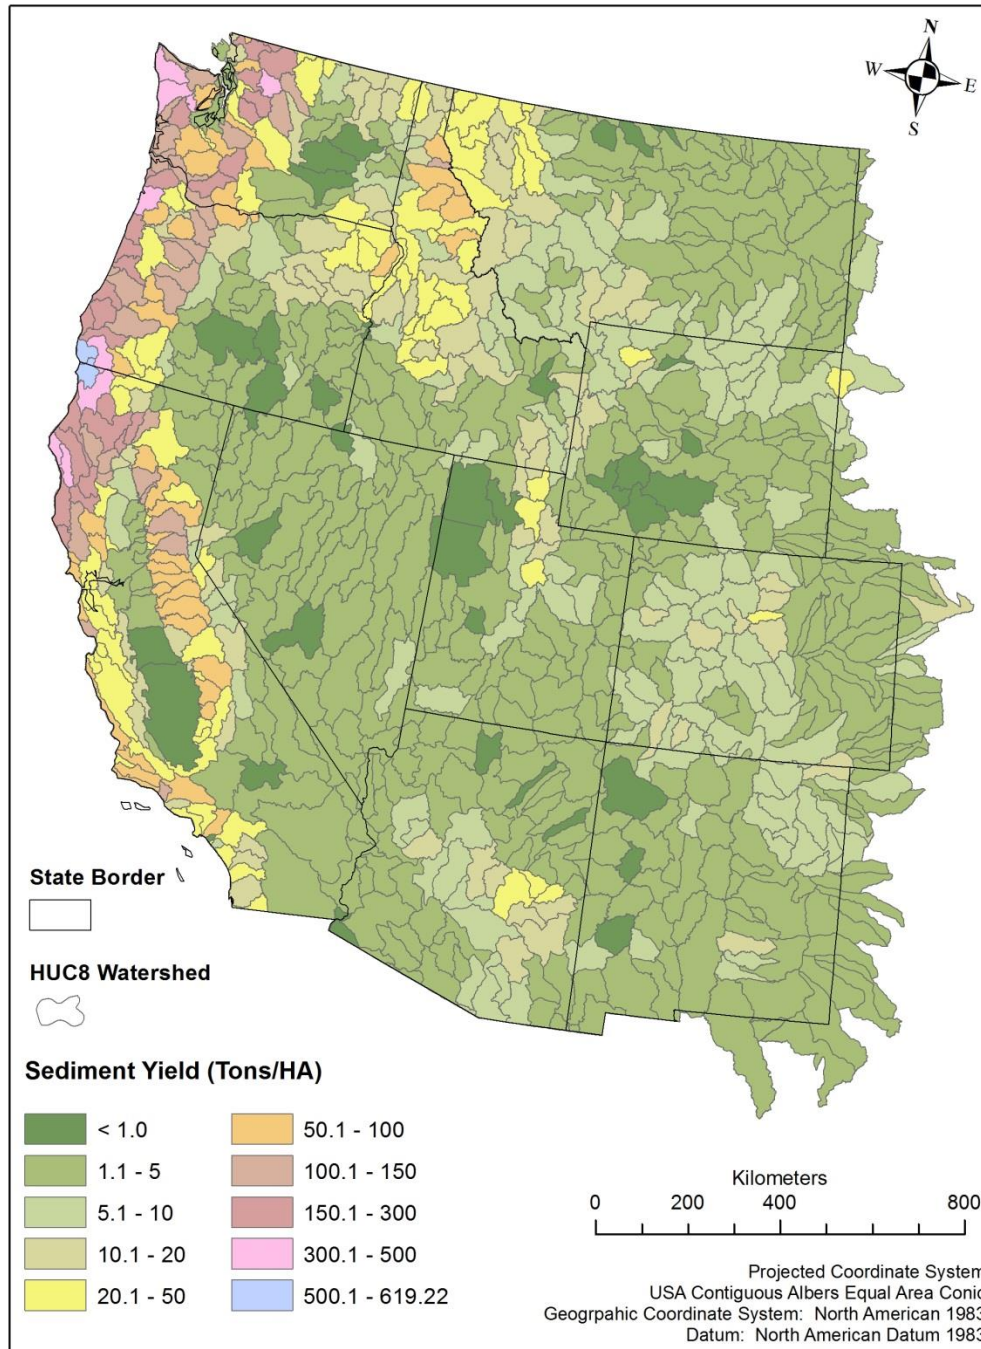 N
W
E
S
State Border
HUC8 Watershed
Sediment Yield (Tons/HA)
< 1.0
1.1 - 5
5.1 - 10
10.1 - 20
20.1 - 50
50.1 - 100
100.1 - 150
150.1 - 300
300.1 - 500
500.1 - 619.22
Kilometers
0 200 400 800
Projected Coordinate System
USA Contiguous Albers Equal Area Conic
Geogrpahic Coordinate System: North American 1983
Datum: North American Datum 1983